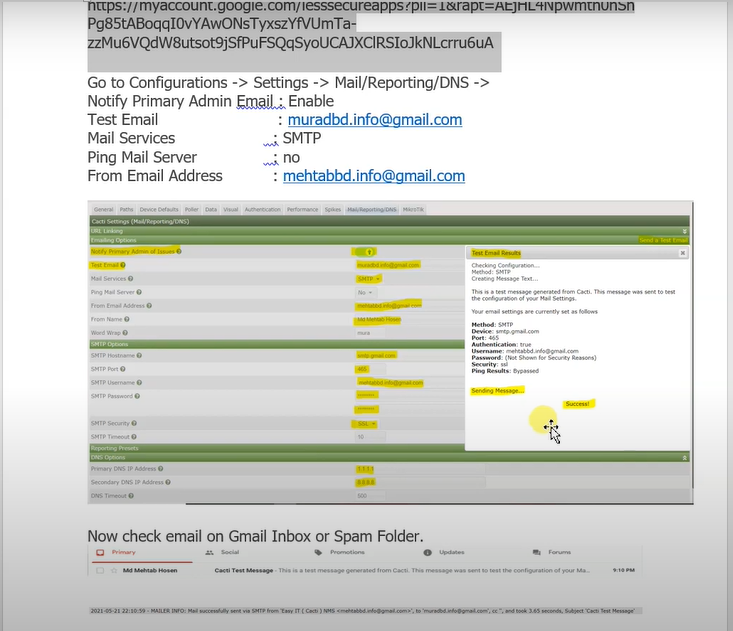 https://myaccount.google.com/lesssecureapps?pli=1&rapt=AEjHL4Npwmth0hSh
Pg85tABoqqI0vYAwONsTyxszYfVUmTa-
zzMu6VQdW8utsot9jSfPuFSQqSyoUCAJXClRSIoJkNLcrru6uA
Go to Configurations -> Settings -> Mail/Reporting/DNS ->
Notify Primary Admin Email : Enable
Test Email : muradbd.info@gmail.com
Mail Services : SMTP
Ping Mail Server : no
From Email Address : mehtabbd.info@gmail.com
General Paths Device Defaults Poller Data Visual Authentication Performance Spikes Mail/Reporting/DNS MikroTik
Cacti Settings (Mail/Reporting/DNS)
URL Linking
Emailing Options Send a Test Email
Notify Primary Admin of Issues
Test Email muradbd.info@gmail.com
Mail Services SMTP
Ping Mail Server No
From Email Address mehtabbd.info@gmail.com
From Name Md Mehtab Hosen
Word Wrap
SMTP Options
SMTP Hostname smtp.gmail.com
SMTP Port 465
SMTP Username mehtabbd.info@gmail.com
SMTP Password
SMTP Security SSL
SMTP Timeout 10
Reporting Presets
DNS Options
Primary DNS IP Address 1.1.1.1
Secondary DNS IP Address 8.8.8.8
DNS Timeout 500
Test Email Results
Checking Configuration...
Method: SMTP
Creating Message Text...
This is a test message generated from Cacti. This message was sent to test
the configuration of your Mail Settings.
Your email settings are currently set as follows
Method: SMTP
Device: smtp.gmail.com
Port: 465
Authentication: true
Username: mehtabbd.info@gmail.com
Password: (Not Shown for Security Reasons)
Security: ssl
Ping Results: Bypassed
Sending Message...
Success!
Now check email on Gmail Inbox or Spam Folder.
Primary Social Promotions Updates Forums
Md Mehtab Hosen Cacti Test Message - This is a test message generated from Cacti. This message was sent to test the configuration of your Ma... 9:10 PM
2021-05-21 22:10:59 - MAILER INFO: Mail successfully sent via SMTP from 'Easy IT ( Cacti ) NMS <mehtabbd.info@gmail.com>', to 'muradbd.info@gmail.com', cc '', and took 3.65 seconds, Subject 'Cacti Test Message'